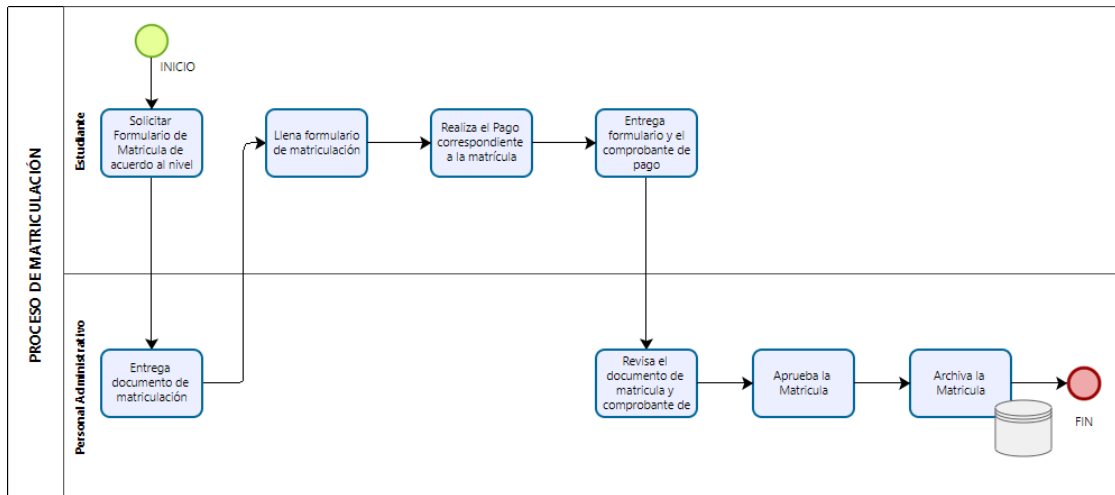 PROCESO DE MATRICULACIÓN
Estudiante
INICIO
Solicitar
Formulario de
Matricula de
acuerdo al nivel
Llena formulario
de matriculación
Realiza el Pago
correspondiente
a la matrícula
Entrega
formulario y el
comprobante de
pago
Personal Administrativo
Entrega
documento de
matriculación
Revisa el
documento de
matricula y
comprobante de
Aprueba la
Matricula
Archiva la
Matricula
FIN